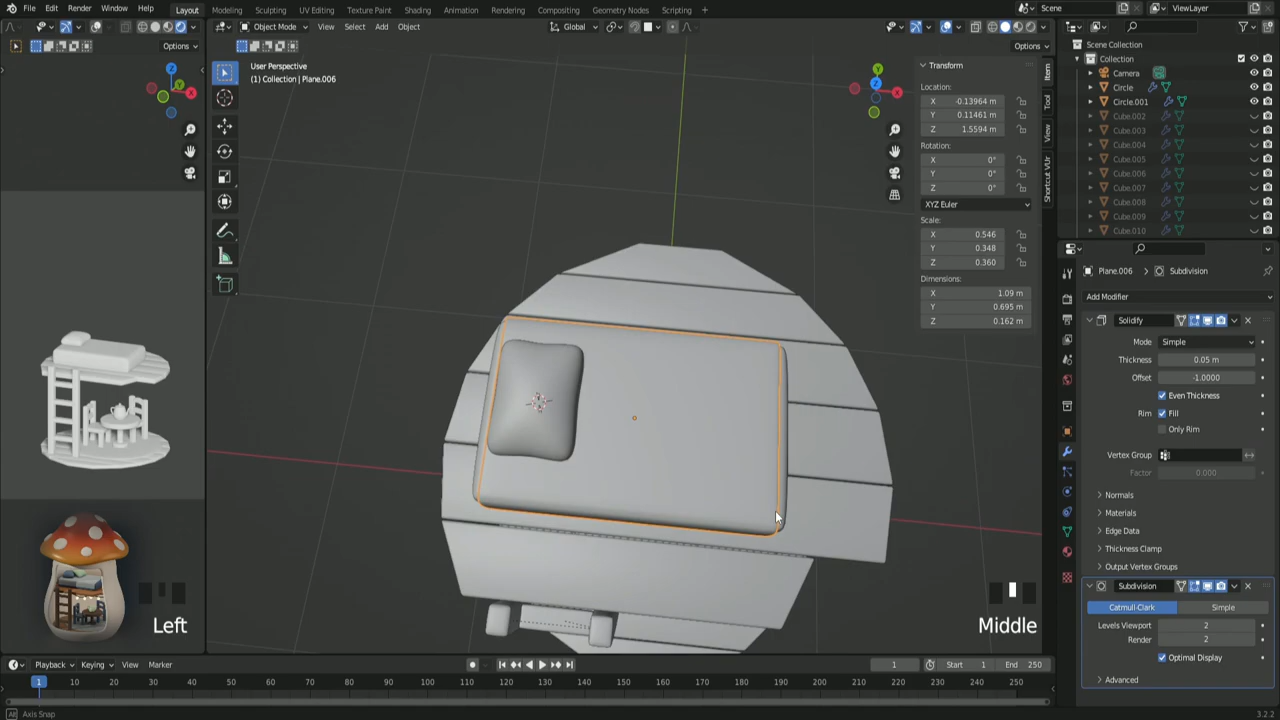 File Edit Render Window Help Layout Modeling Sculpting UV Editing Texture Paint Shading Animation Rendering Compositing Geometry Nodes Scripting + Scene ViewLayer
Object Mode View Select Add Object Global
Options Options
User Perspective
(1) Collection | Plane.006
Transform
Location:
X -0.13964 m
Y 0.11461 m
Z 1.5594 m
Rotation:
X 0°
Y 0°
Z 0°
XYZ Euler
Scale:
X 0.546
Y 0.348
Z 0.360
Dimensions:
X 1.09 m
Y 0.695 m
Z 0.162 m
Item
Tool
View
Shortcut VUr
Scene Collection
Collection
Camera
Circle
Circle.001
Cube.002
Cube.003
Cube.004
Cube.005
Cube.006
Cube.007
Cube.008
Cube.009
Cube.010
Plane.006 > Subdivision
Add Modifier
Solidify
Mode Simple
Thickness 0.05 m
Offset -1.0000
Even Thickness
Rim Fill
Only Rim
Vertex Group
Factor 0.000
Normals
Materials
Edge Data
Thickness Clamp
Output Vertex Groups
Subdivision
Catmull-Clark Simple
Levels Viewport 2
Render 2
Optimal Display
Advanced
Left
Middle
Playback Keying View Marker 1 Start 1 End 250
1 10 20 30 40 50 60 70 80 90 100 110 120 130 140 150 160 170 180 190 200 210 220 230 240 250
Axis Snap 3.2.2